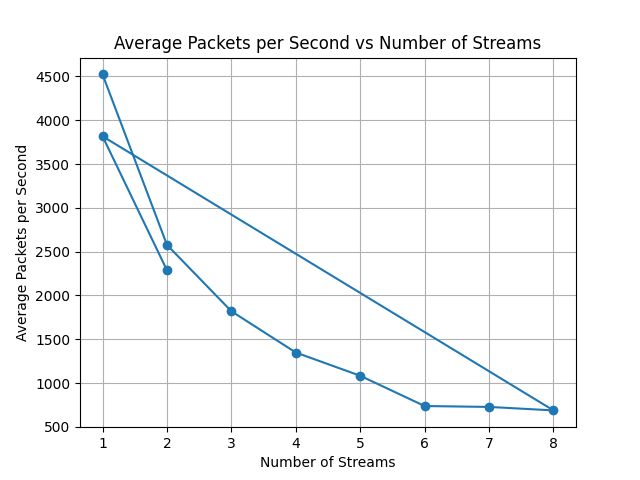 Average Packets per Second vs Number of Streams
Average Packets per Second
4500
4000
3500
3000
2500
2000
1500
1000
500
1 2 3 4 5 6 7 8
Number of Streams